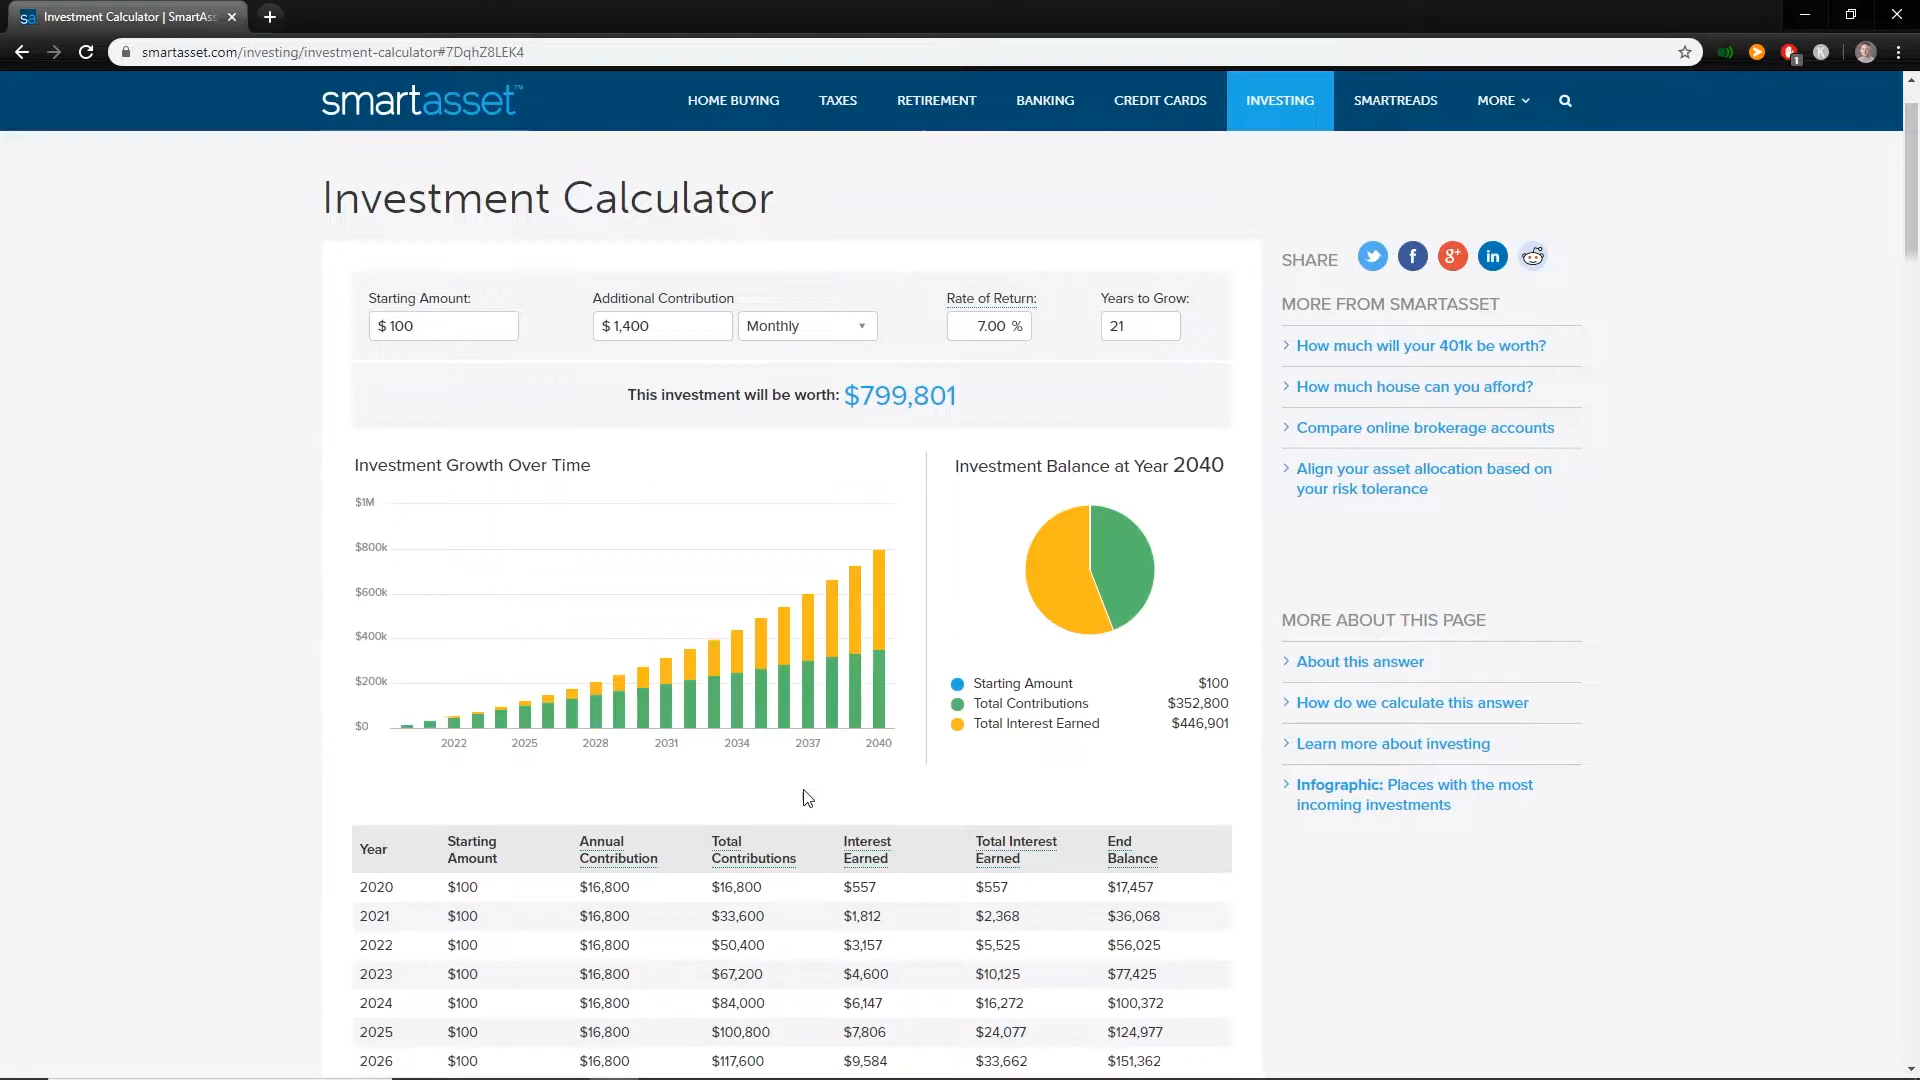 Investment Calculator | SmartAss
smartasset.com/investing/investment-calculator#7DqhZ8LEK4
1
K
smartasset™
HOME BUYING TAXES RETIREMENT BANKING CREDIT CARDS INVESTING SMARTREADS MORE
Investment Calculator
SHARE
Starting Amount: Additional Contribution Rate of Return: Years to Grow:
$ 100 $ 1,400 Monthly 7.00 % 21
This investment will be worth: $799,801
MORE FROM SMARTASSET
How much will your 401k be worth?
How much house can you afford?
Compare online brokerage accounts
Align your asset allocation based on
your risk tolerance
Investment Growth Over Time
$1M
$800k
$600k
$400k
$200k
$0
2022 2025 2028 2031 2034 2037 2040
Investment Balance at Year 2040
Starting Amount $100
Total Contributions $352,800
Total Interest Earned $446,901
MORE ABOUT THIS PAGE
About this answer
How do we calculate this answer
Learn more about investing
Infographic: Places with the most
incoming investments
Year Starting Amount Annual Contribution Total Contributions Interest Earned Total Interest Earned End Balance
2020 $100 $16,800 $16,800 $557 $557 $17,457
2021 $100 $16,800 $33,600 $1,812 $2,368 $36,068
2022 $100 $16,800 $50,400 $3,157 $5,525 $56,025
2023 $100 $16,800 $67,200 $4,600 $10,125 $77,425
2024 $100 $16,800 $84,000 $6,147 $16,272 $100,372
2025 $100 $16,800 $100,800 $7,806 $24,077 $124,977
2026 $100 $16,800 $117,600 $9,584 $33,662 $151,362